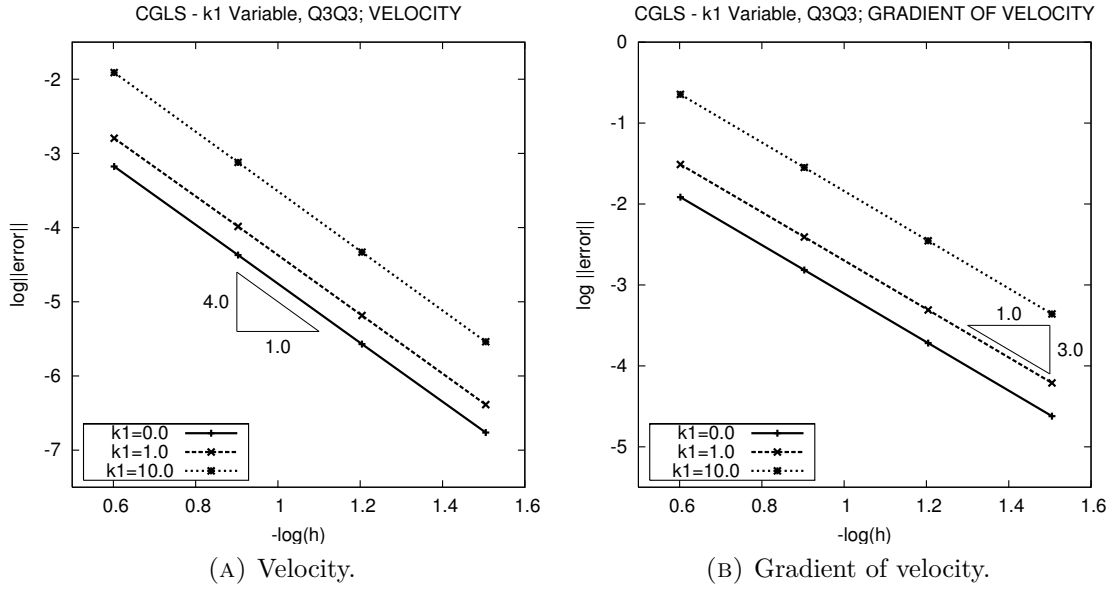 CGLS - k1 Variable, Q3Q3; VELOCITY
log||error||
-2
-3
-4
-5
-6
-7
4.0
1.0
k1=0.0
k1=1.0
k1=10.0
0.6
0.8
1
1.2
1.4
1.6
-log(h)
(A) Velocity.
CGLS - k1 Variable, Q3Q3; GRADIENT OF VELOCITY
log ||error||
0
-1
-2
-3
-4
-5
1.0
3.0
k1=0.0
k1=1.0
k1=10.0
0.6
0.8
1
1.2
1.4
1.6
-log(h)
(B) Gradient of velocity.